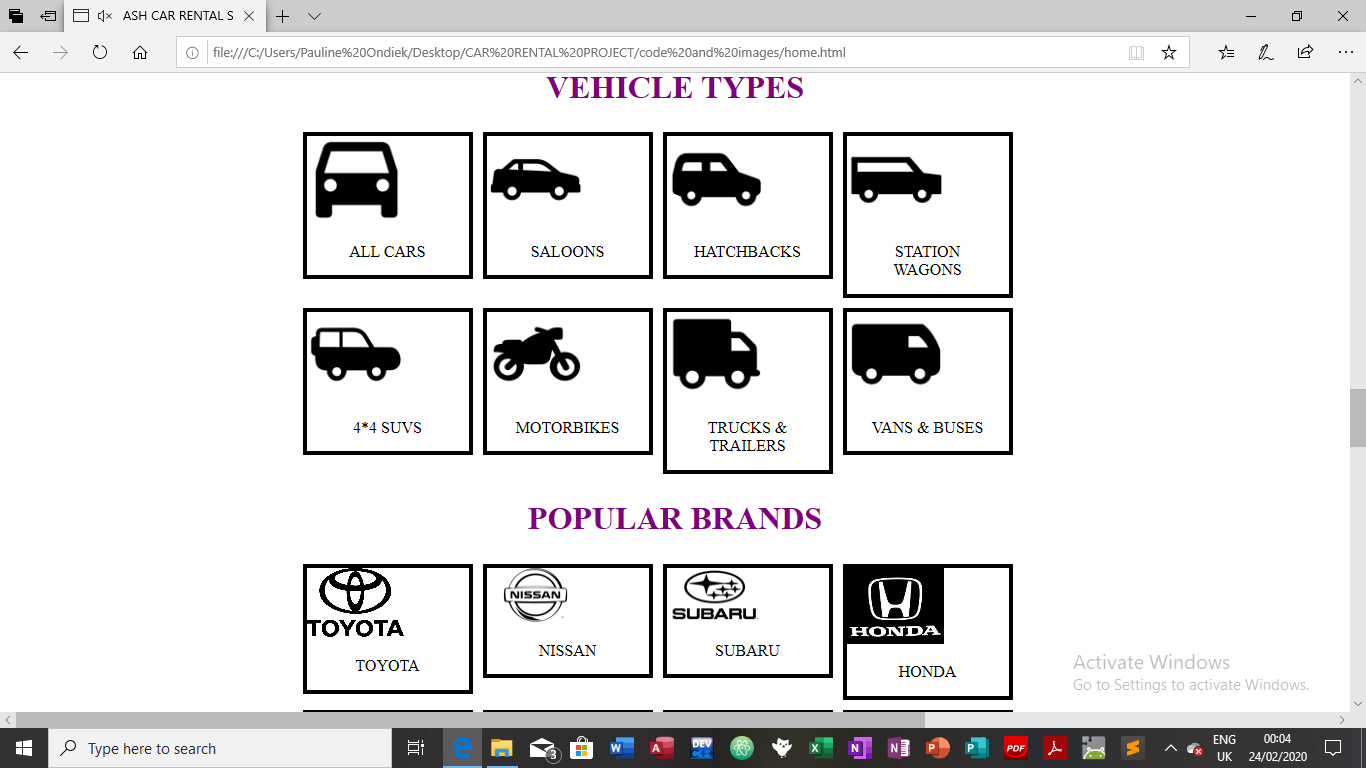 ASH CAR RENTAL S
file:///C:/Users/Pauline%20Ondiek/Desktop/CAR%20RENTAL%20PROJECT/code%20and%20images/home.html
VEHICLE TYPES
ALL CARS
SALOONS
HATCHBACKS
STATION
WAGONS
4*4 SUVS
MOTORBIKES
TRUCKS &
TRAILERS
VANS & BUSES
POPULAR BRANDS
TOYOTA
TOYOTA
NISSAN
NISSAN
SUBARU
SUBARU
HONDA
HONDA
Activate Windows
Go to Settings to activate Windows.
Type here to search
3
W
A
DEV
X
N
N
P
P
PDF
S
ENG
UK
00:04
24/02/2020